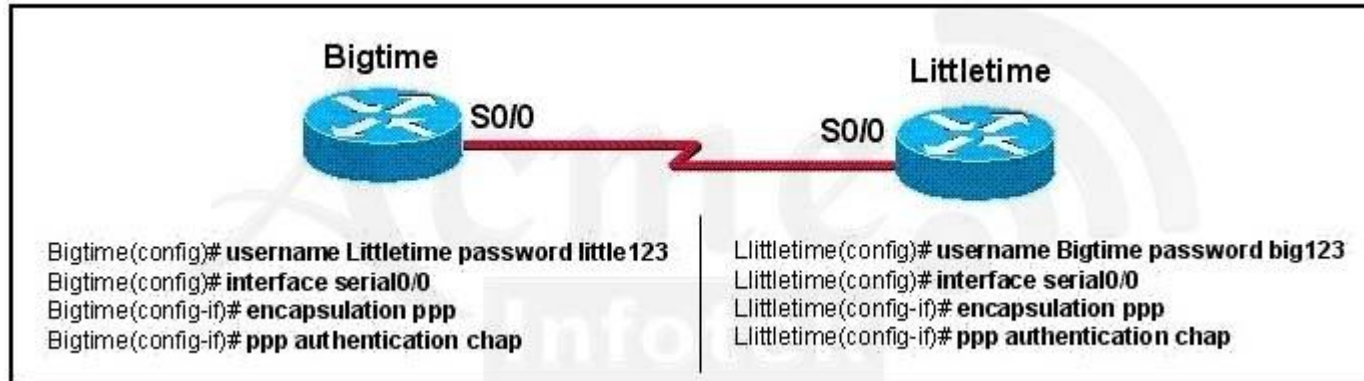 Bigtime
Littletime
S0/0
S0/0
Acme
Infotek
Bigtime(config)# username Littletime password little123
Bigtime(config)# interface serial0/0
Bigtime(config-if)# encapsulation ppp
Bigtime(config-if)# ppp authentication chap
Llittletime(config)# username Bigtime password big123
Llittletime(config)# interface serial0/0
Llittletime(config-if)# encapsulation ppp
Llittletime(config-if)# ppp authentication chap